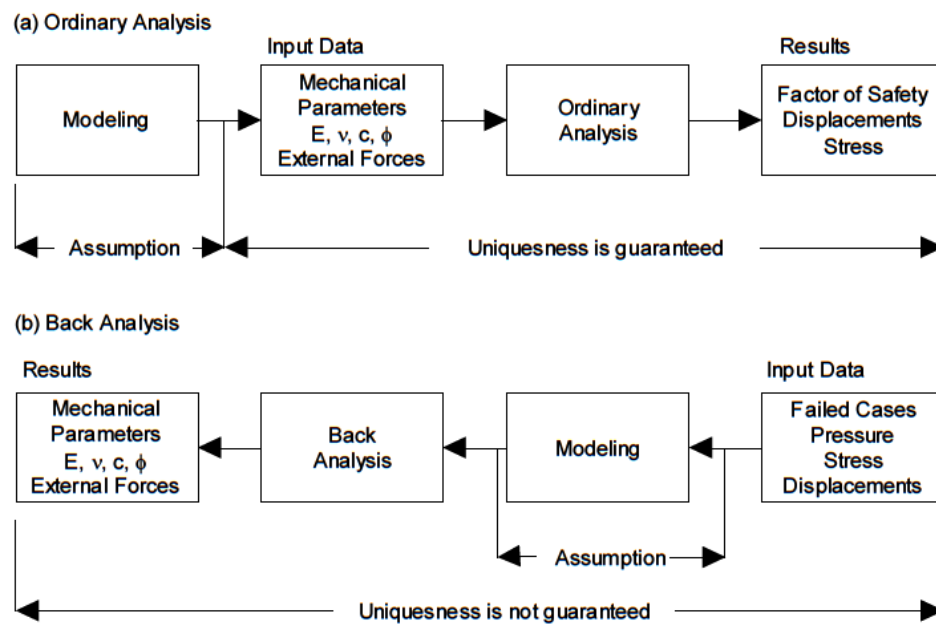 (a) Ordinary Analysis
Input Data
Results
Modeling
Mechanical
Parameters
E, ν, c, ϕ
External Forces
Ordinary
Analysis
Factor of Safety
Displacements
Stress
Assumption
Uniquesness is guaranteed
(b) Back Analysis
Results
Input Data
Mechanical
Parameters
E, ν, c, ϕ
External Forces
Back
Analysis
Modeling
Failed Cases
Pressure
Stress
Displacements
Assumption
Uniquesness is not guaranteed